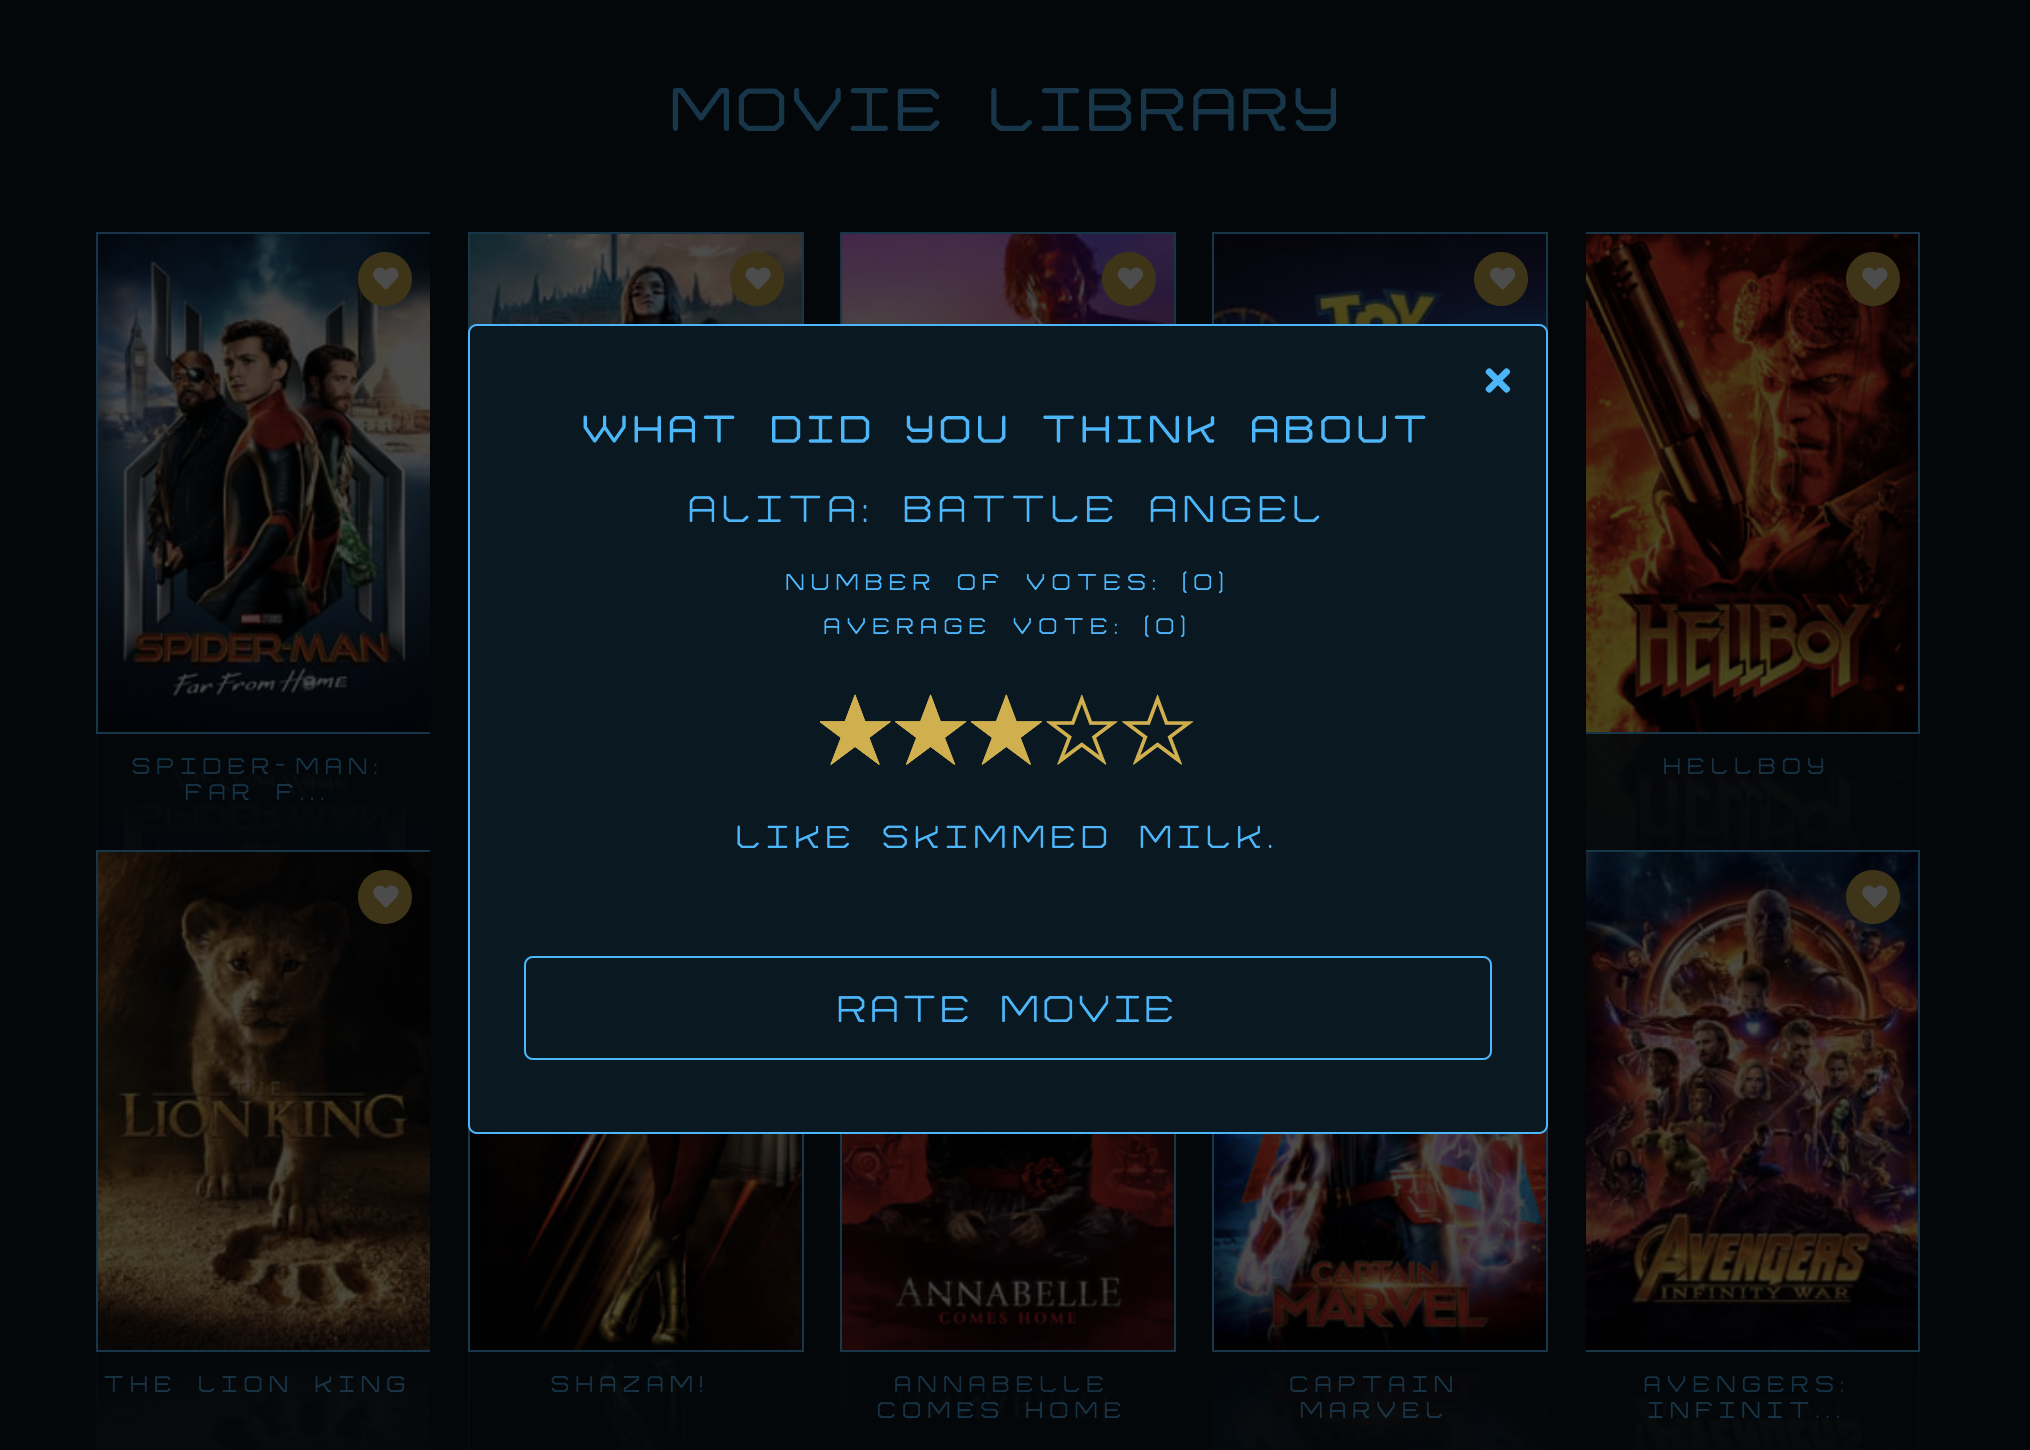 MOVIE LIBRARY
TOY
WHAT DID YOU THINK ABOUT
ALITA: BATTLE ANGEL
NUMBER OF VOTES: (0)
AVERAGE VOTE: (0)
LIKE SKIMMED MILK.
RATE MOVIE
SPIDER-MAN
Far From Home
SPIDER-MAN:
FAR F...
HELLBOY
HELLBOY
THE
LION KING
ANNABELLE
COMES HOME
CAPTAIN
MARVEL
AVENGERS
INFINITY WAR
THE LION KING
SHAZAM!
ANNABELLE
COMES HOME
CAPTAIN
MARVEL
AVENGERS:
INFINIT...